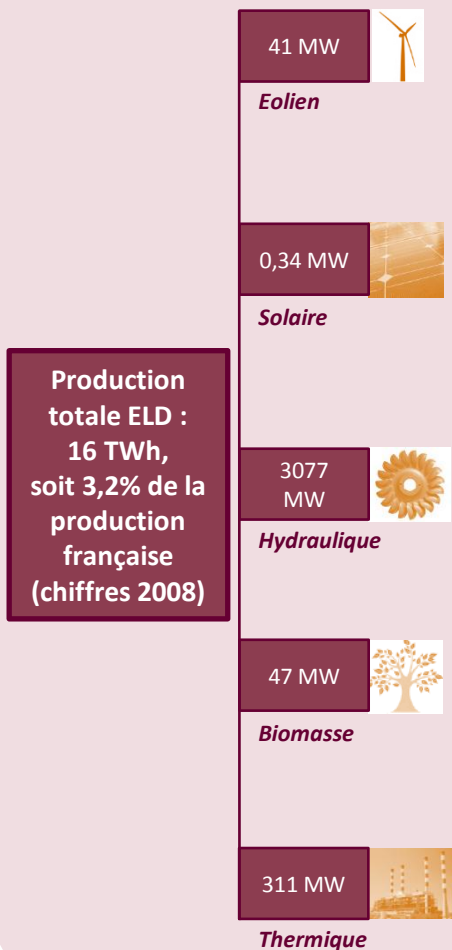 41 MW
Eolien
0,34 MW
Solaire
Production
totale ELD :
16 TWh,
soit 3,2% de la
production
française
(chiffres 2008)
3077
MW
Hydraulique
47 MW
Biomasse
311 MW
Thermique